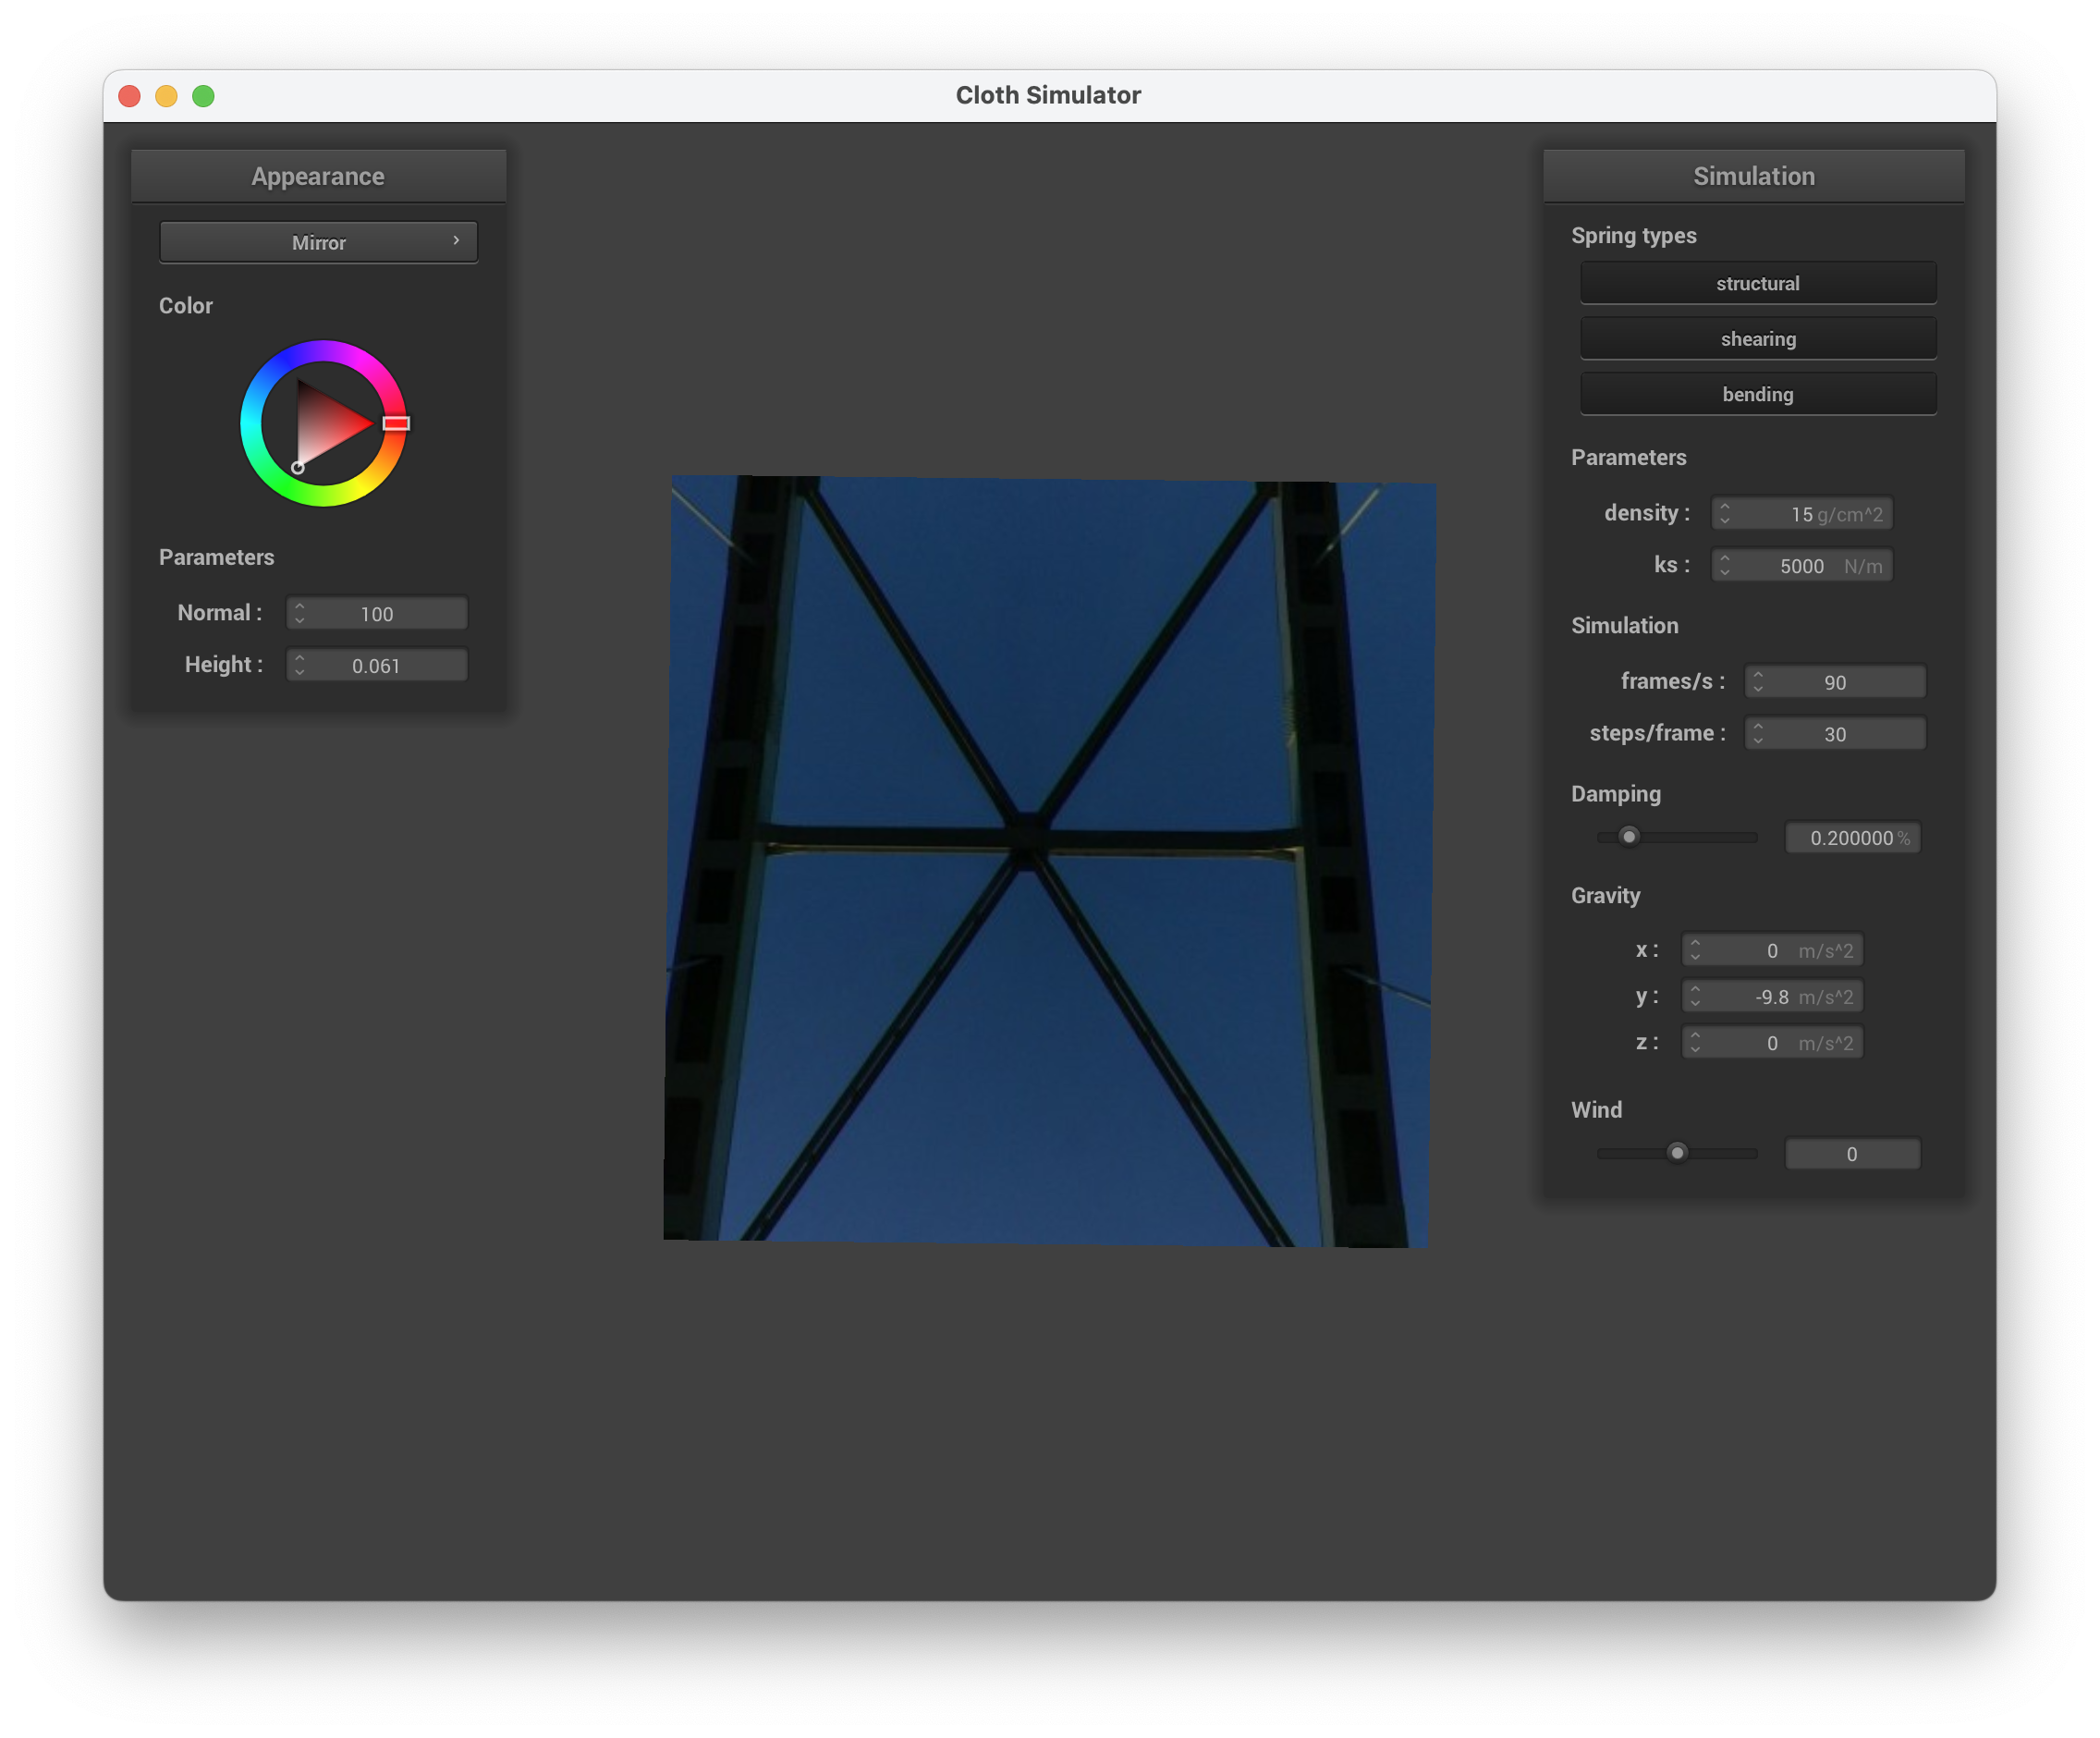 Cloth Simulator
Appearance
Mirror
Color
Parameters
Normal : 100
Height : 0.061
Simulation
Spring types
structural
shearing
bending
Parameters
density : 15 g/cm^2
ks : 5000 N/m
Simulation
frames/s : 90
steps/frame : 30
Damping
0.200000 %
Gravity
x : 0 m/s^2
y : -9.8 m/s^2
z : 0 m/s^2
Wind
0